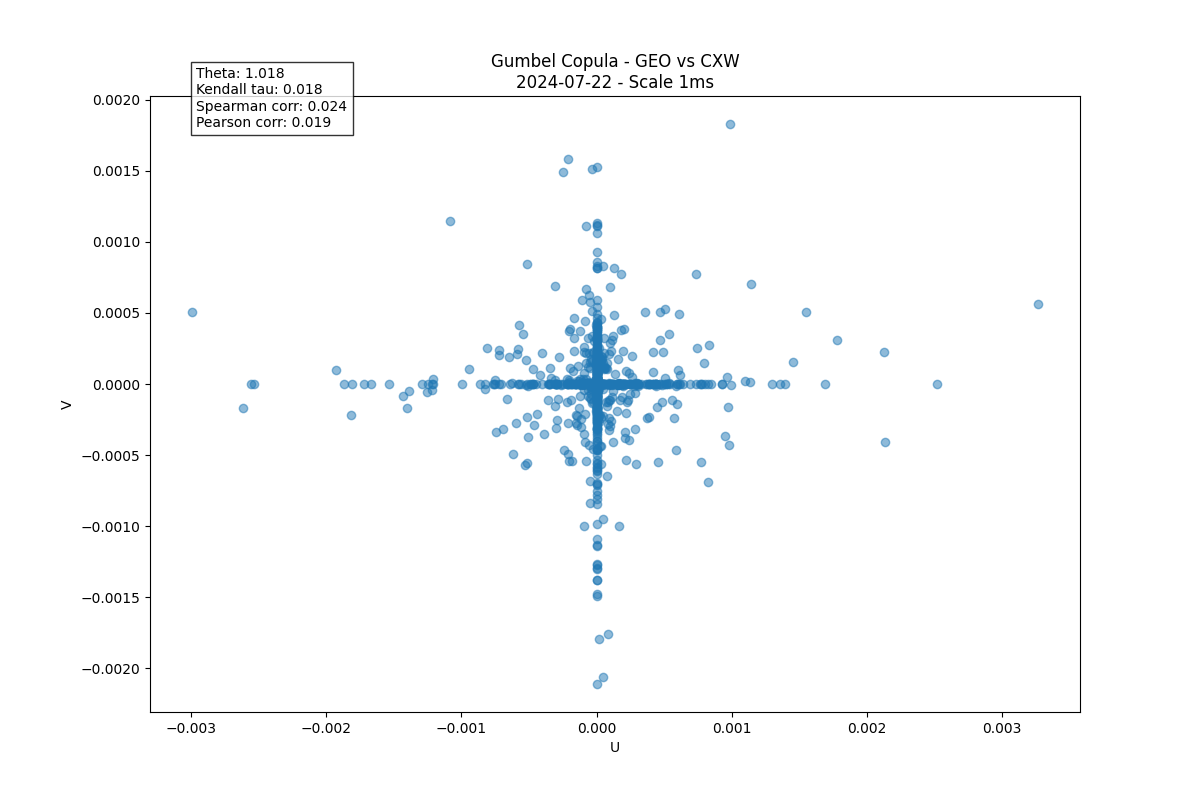 Gumbel Copula - GEO vs CXW
2024-07-22 - Scale 1ms
Theta: 1.018
Kendall tau: 0.018
Spearman corr: 0.024
Pearson corr: 0.019
0.0020
0.0015
0.0010
0.0005
0.0000
−0.0005
−0.0010
−0.0015
−0.0020
V
−0.003 −0.002 −0.001 0.000 0.001 0.002 0.003
U